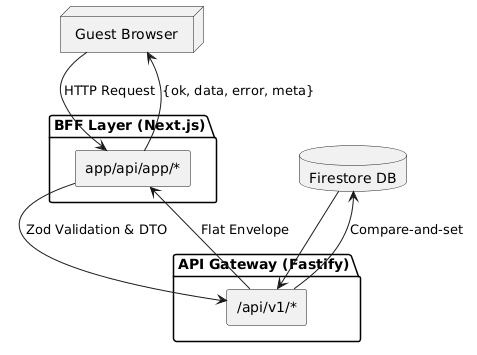 Guest Browser
HTTP Request
{ok, data, error, meta}
BFF Layer (Next.js)
app/api/app/*
Firestore DB
Zod Validation & DTO
Flat Envelope
Compare-and-set
API Gateway (Fastify)
/api/v1/*